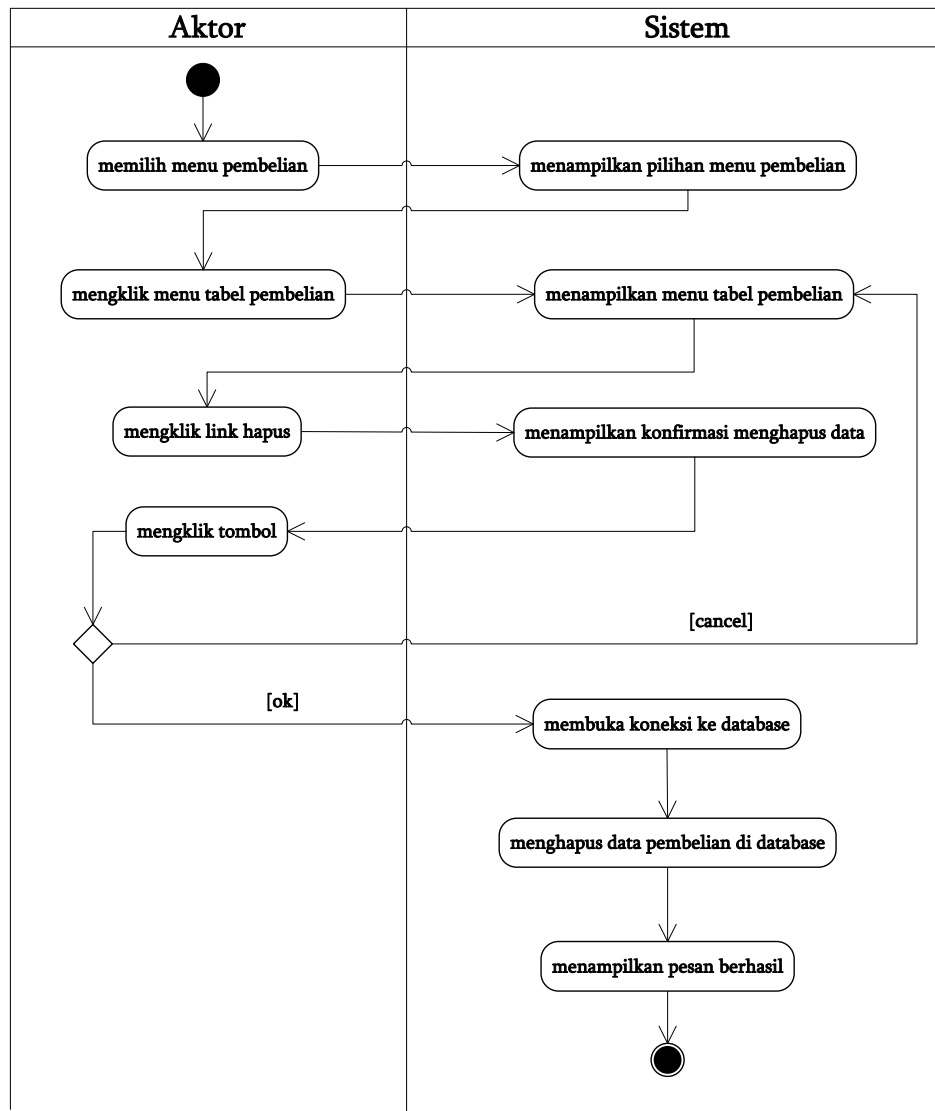 Aktor
Sistem
memilih menu pembelian
menampilkan pilihan menu pembelian
mengklik menu tabel pembelian
menampilkan menu tabel pembelian
mengklik link hapus
menampilkan konfirmasi menghapus data
mengklik tombol
[cancel]
[ok]
membuka koneksi ke database
menghapus data pembelian di database
menampilkan pesan berhasil